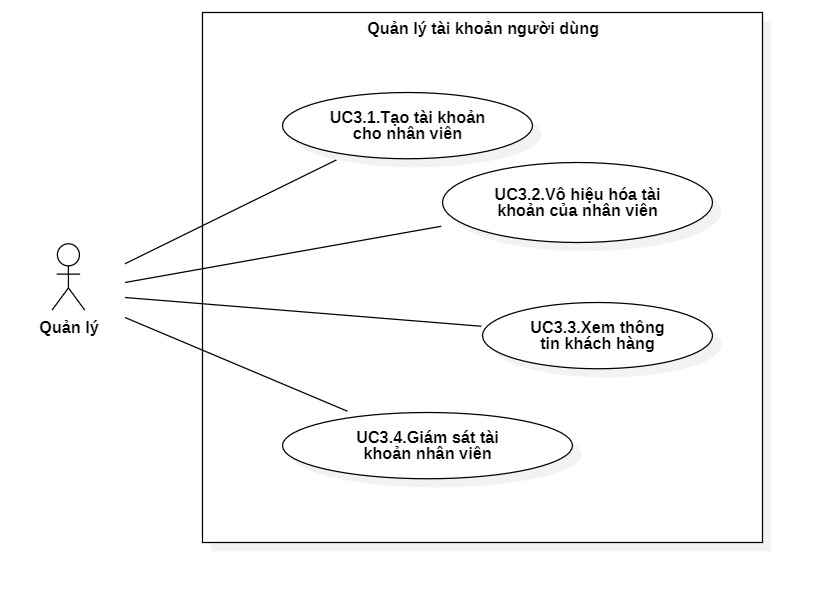 Quản lý tài khoản người dùng
UC3.1.Tạo tài khoản
cho nhân viên
UC3.2.Vô hiệu hóa tài
khoản của nhân viên
Quản lý
UC3.3.Xem thông
tin khách hàng
UC3.4.Giám sát tài
khoản nhân viên